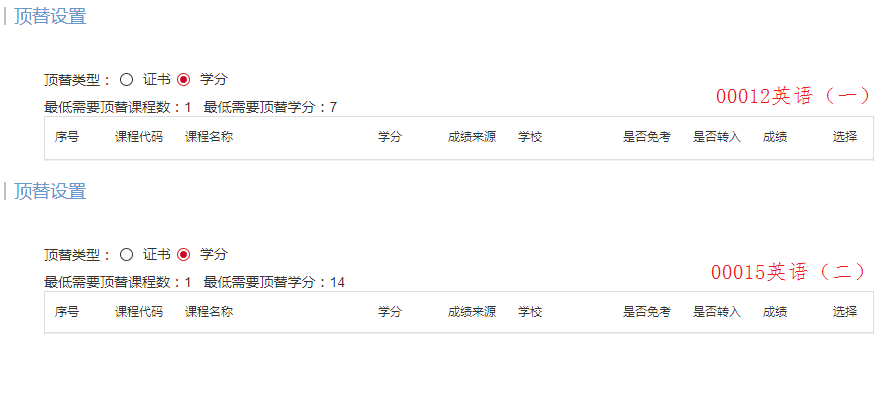 顶替设置
顶替类型： 证书 学分
00012英语（一）
最低需要顶替课程数：1 最低需要顶替学分：7
序号 课程代码 课程名称 学分 成绩来源 学校 是否免考 是否转入 成绩 选择
顶替设置
顶替类型： 证书 学分
00015英语（二）
最低需要顶替课程数：1 最低需要顶替学分：14
序号 课程代码 课程名称 学分 成绩来源 学校 是否免考 是否转入 成绩 选择